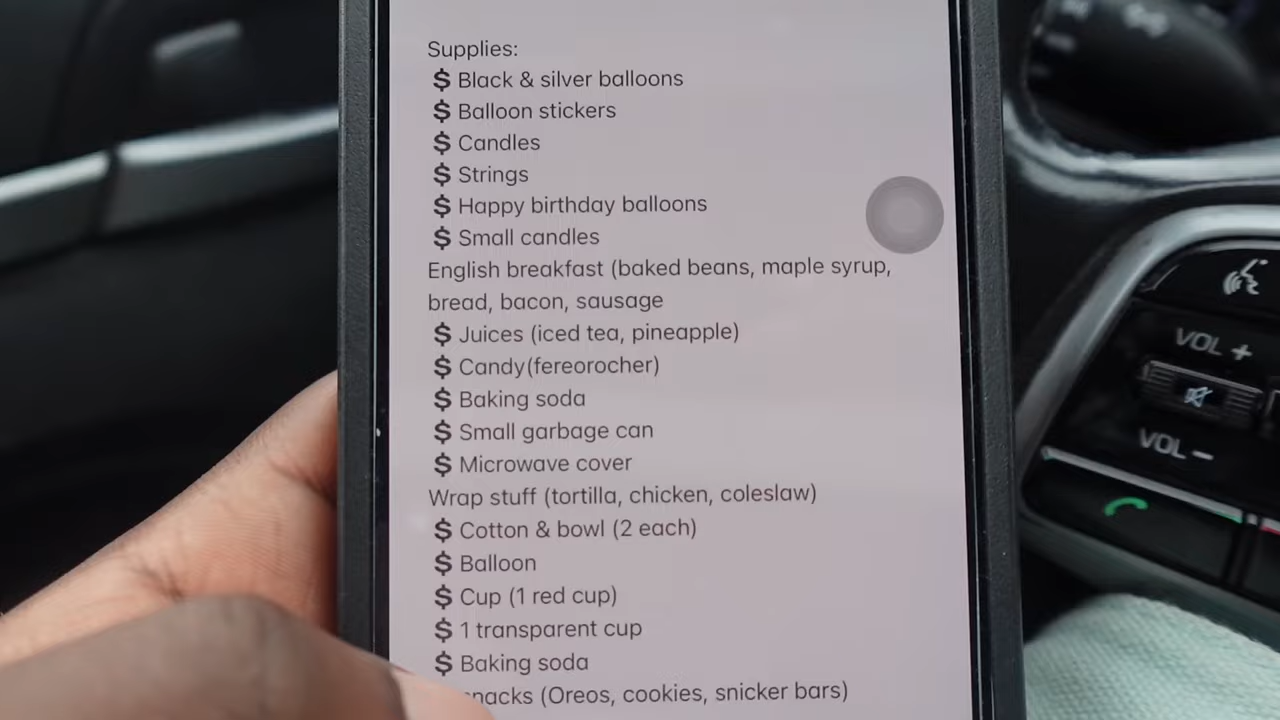 Supplies:
$ Black & silver balloons
$ Balloon stickers
$ Candles
$ Strings
$ Happy birthday balloons
$ Small candles
English breakfast (baked beans, maple syrup,
bread, bacon, sausage
$ Juices (iced tea, pineapple)
$ Candy(fereorocher)
$ Baking soda
$ Small garbage can
$ Microwave cover
Wrap stuff (tortilla, chicken, coleslaw)
$ Cotton & bowl (2 each)
$ Balloon
$ Cup (1 red cup)
$ 1 transparent cup
$ Baking soda
(Oreos, cookies, snicker bars)
VOL +
VOL -